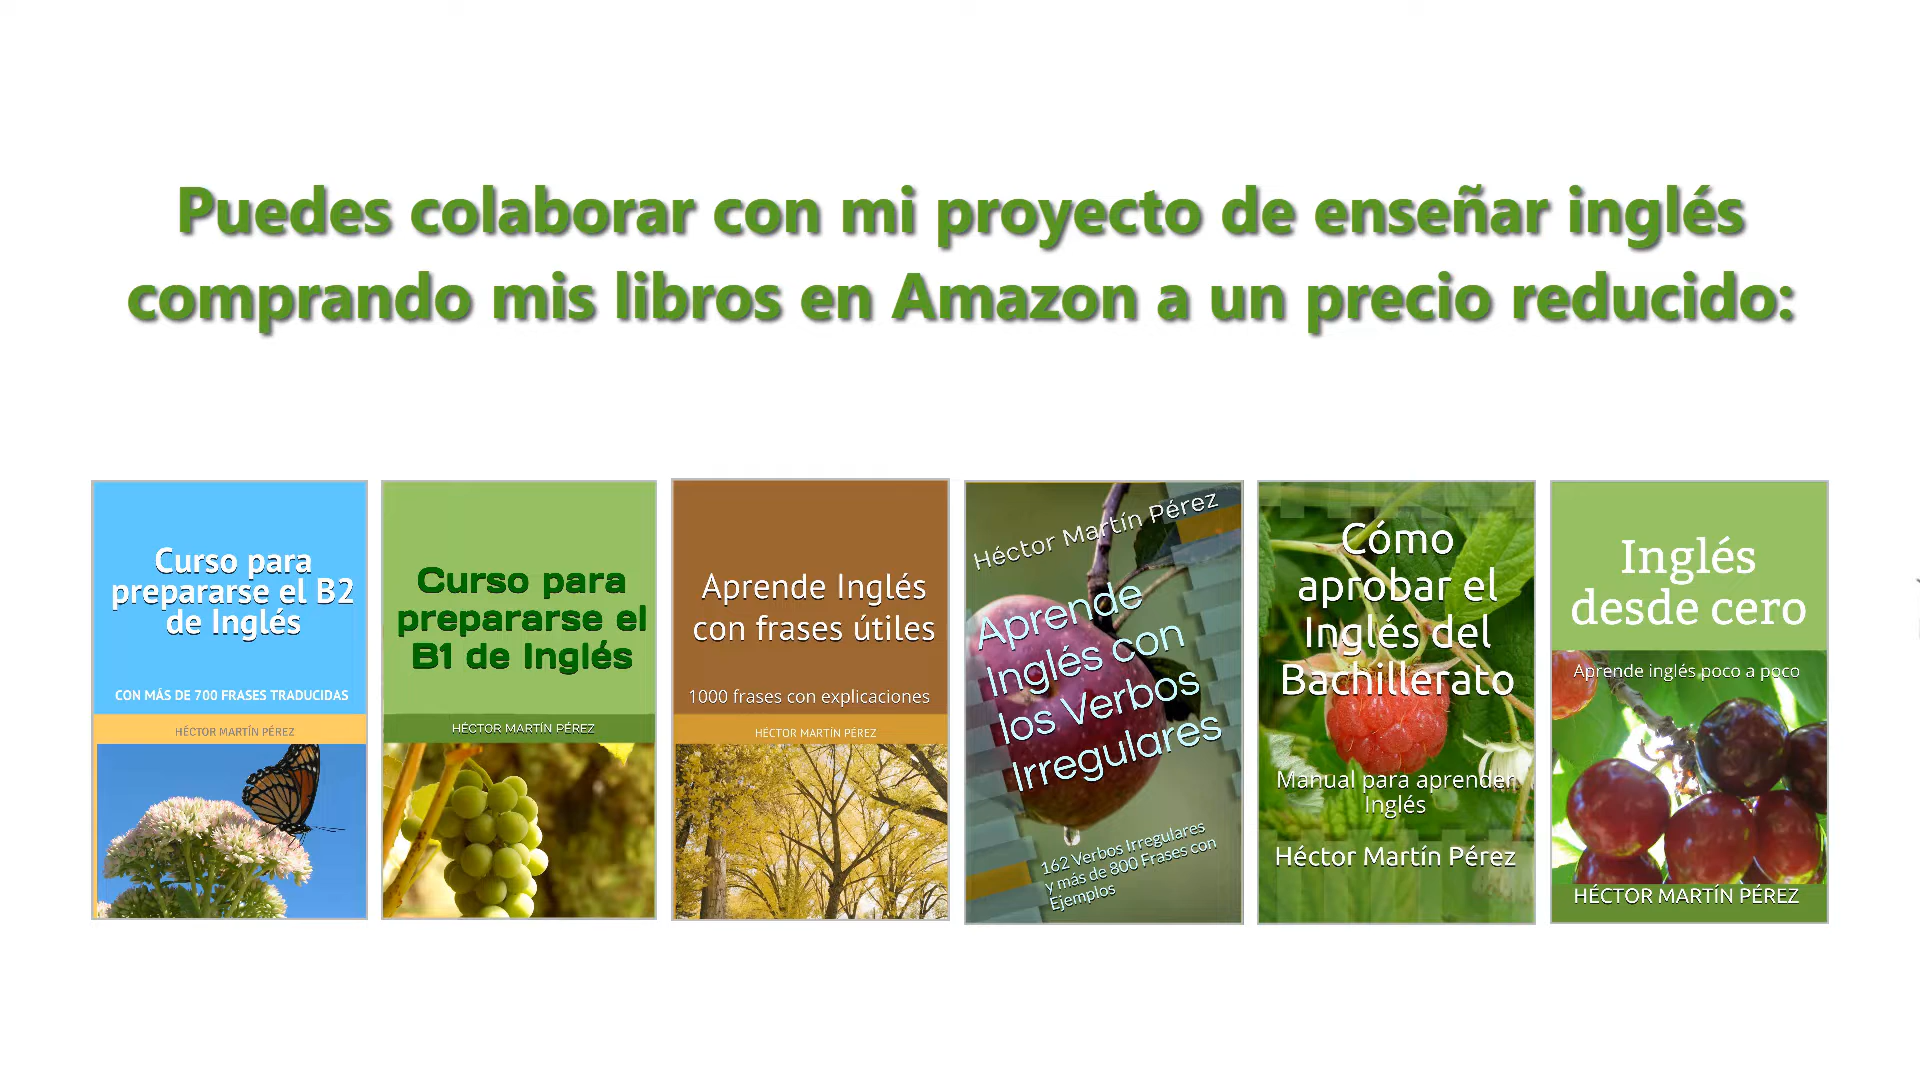 Puedes colaborar con mi proyecto de enseñar inglés
comprando mis libros en Amazon a un precio reducido:
Curso para
prepararse el B2
de Inglés
CON MÁS DE 700 FRASES TRADUCIDAS
HÉCTOR MARTÍN PÉREZ
Curso para
prepararse el
B1 de Inglés
HÉCTOR MARTÍN PÉREZ
Aprende Inglés
con frases útiles
1000 frases con explicaciones
HÉCTOR MARTÍN PÉREZ
Héctor Martín Pérez
Aprende
Inglés con
los Verbos
Irregulares
162 Verbos Irregulares
y más de 800 Frases con
Ejemplos
Cómo
aprobar el
Inglés del
Bachillerato
Manual para aprender
Inglés
Héctor Martín Pérez
Inglés
desde cero
Aprende inglés poco a poco
HÉCTOR MARTÍN PÉREZ